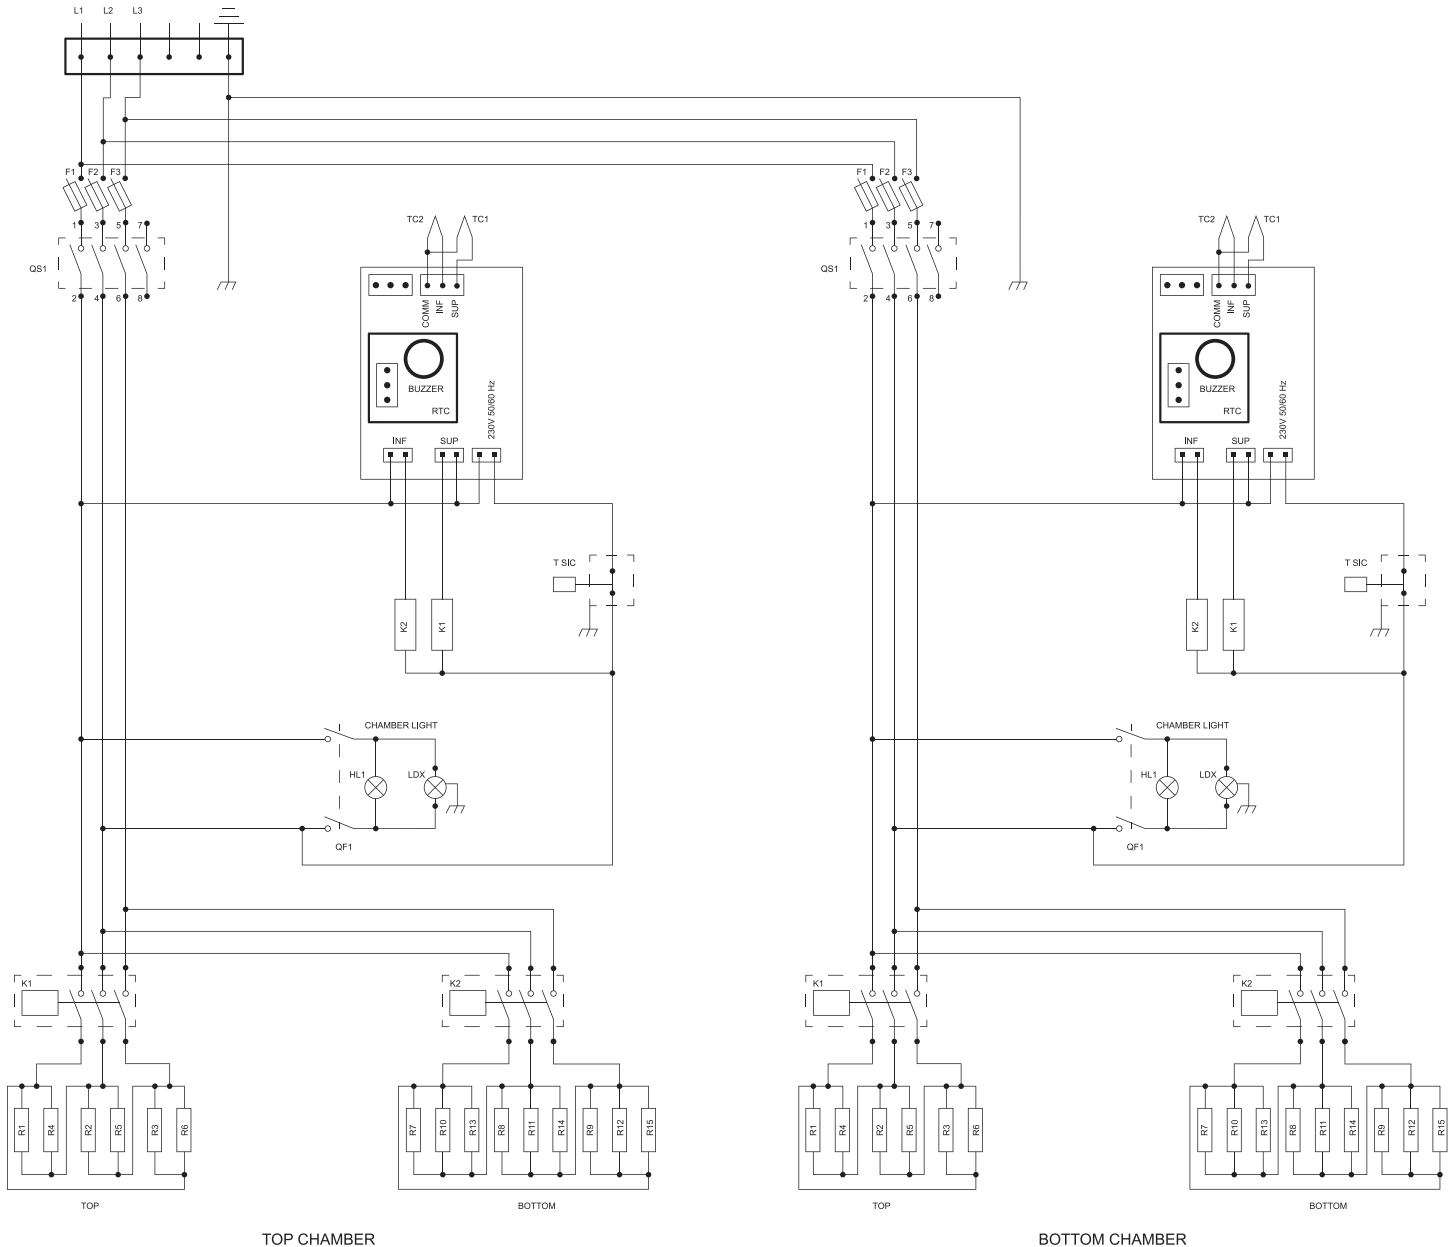 L1 L2 L3
F1 F2 F3 F1 F2 F3
TC2 TC1 TC2 TC1
1 3 5 7 1 3 5 7
QS1 QS1
2 4 6 8 2 4 6 8
COMM INF SUP COMM INF SUP
BUZZER BUZZER
RTC RTC
230V 50/60 Hz 230V 50/60 Hz
INF SUP INF SUP
T SIC T SIC
K2 K1 K2 K1
CHAMBER LIGHT CHAMBER LIGHT
HL1 LDX HL1 LDX
QF1 QF1
K1 K2 K1 K2
R1 R4 R2 R5 R3 R6 R7 R10 R13 R8 R11 R14 R9 R12 R15 R1 R4 R2 R5 R3 R6 R7 R10 R13 R8 R11 R14 R9 R12 R15
TOP BOTTOM TOP BOTTOM
TOP CHAMBER BOTTOM CHAMBER